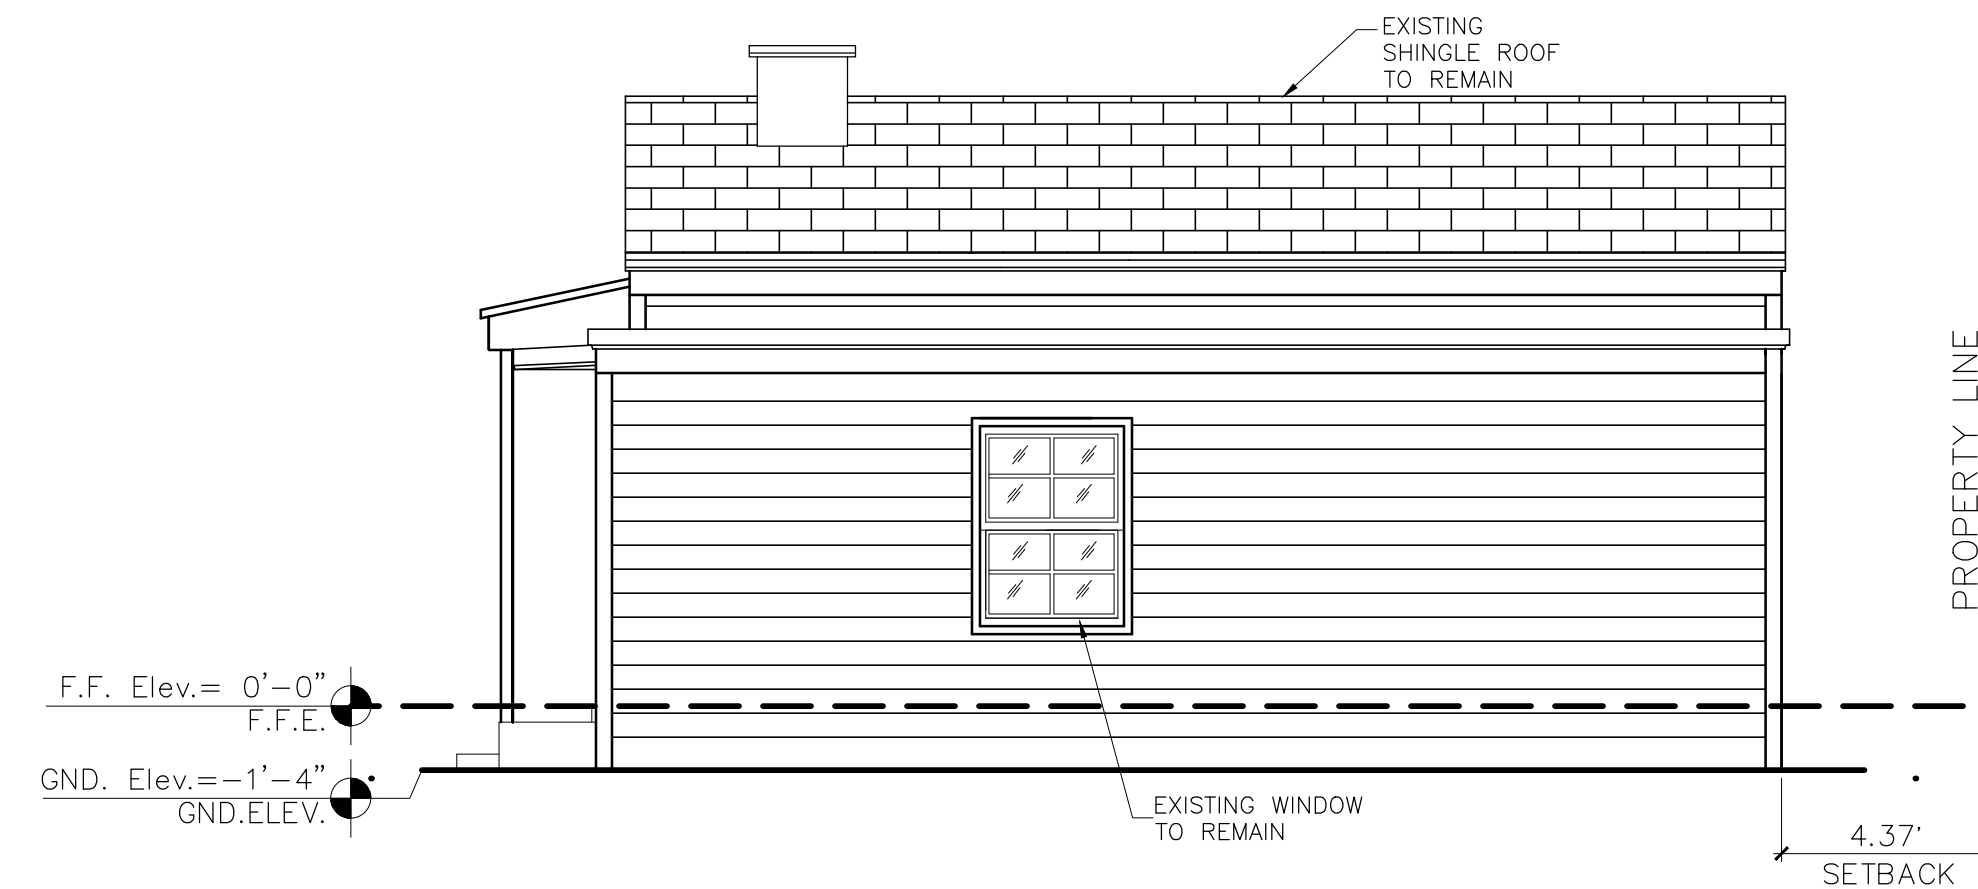 EXISTING
SHINGLE ROOF
TO REMAIN
PROPERTY LINE
F.F. Elev.= 0'-0"
F.F.E.
GND. Elev.=-1'-4"
GND.ELEV.
EXISTING WINDOW
TO REMAIN
4.37'
SETBACK